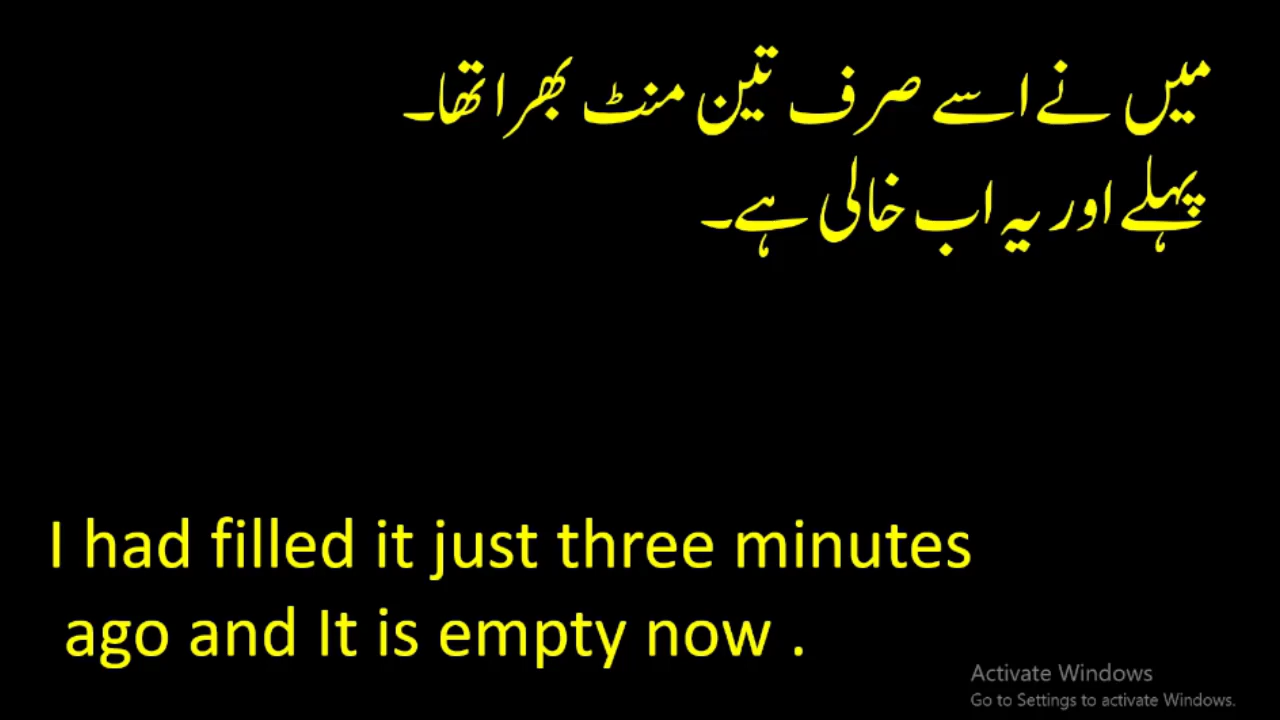 میں نے اسے صرف تین منٹ بھرا تھا۔
پہلے اور یہ اب خالی ہے۔
I had filled it just three minutes
ago and It is empty now .
Activate Windows
Go to Settings to activate Windows.